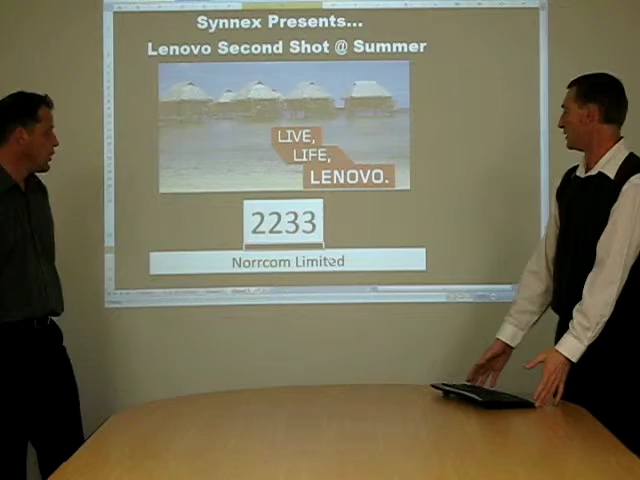 Synnex Presents...
Lenovo Second Shot @ Summer
LIVE,
LIFE,
LENOVO.
2233
Norrcom Limited